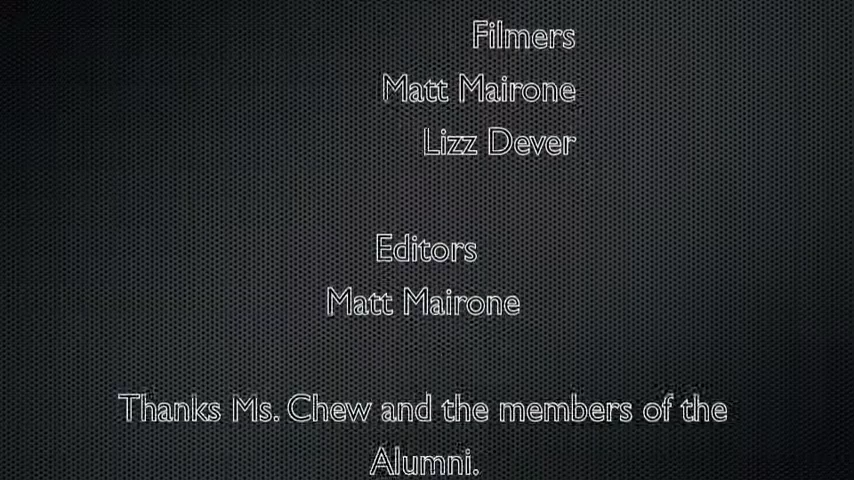 Filmers
Matt Mairone
Lizz Dever
Editors
Matt Mairone
Thanks Ms. Chew and the members of the
Alumni.